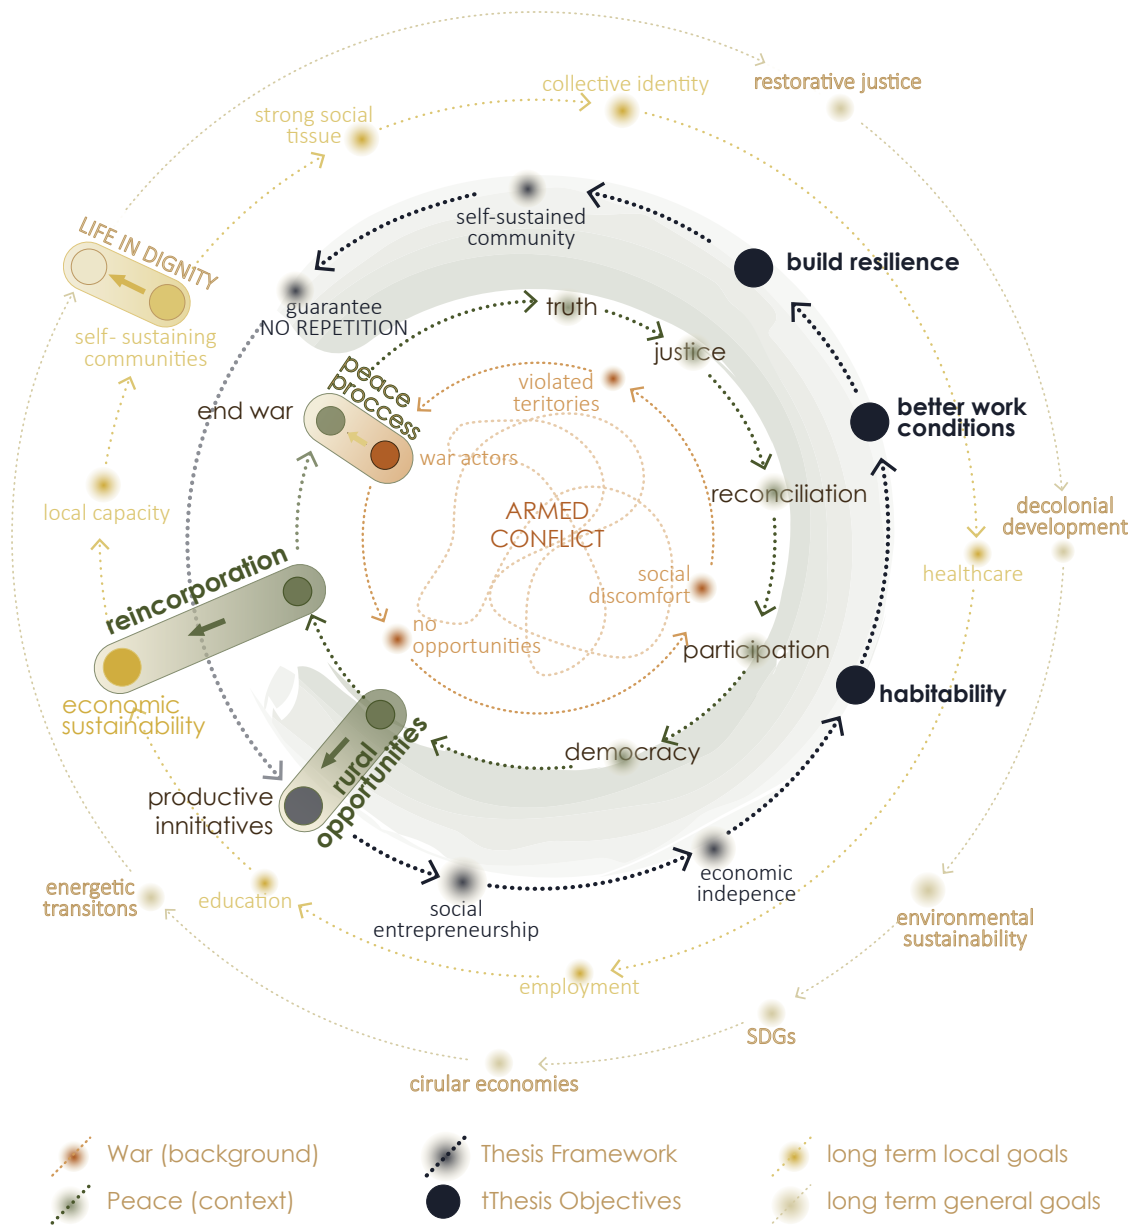 restorative justice
collective identity
strong social
tissue
LIFE IN DIGNITY
self-sustained
community
build resilience
guarantee
NO REPETITION
truth
self- sustaining
communities
justice
peace
proccess
violated
teritories
end war
better work
conditions
war actors
reconciliation
local capacity
ARMED
CONFLICT
decolonial
development
reincorporation
social
discomfort
healthcare
no
opportunities
participation
habitability
economic
sustainability
democracy
rural
opportunities
productive
innitiatives
economic
indepence
energetic
transitons
education
social
entrepreneurship
environmental
sustainability
employment
SDGs
cirular economies
War (background)
Thesis Framework
long term local goals
Peace (context)
tThesis Objectives
long term general goals